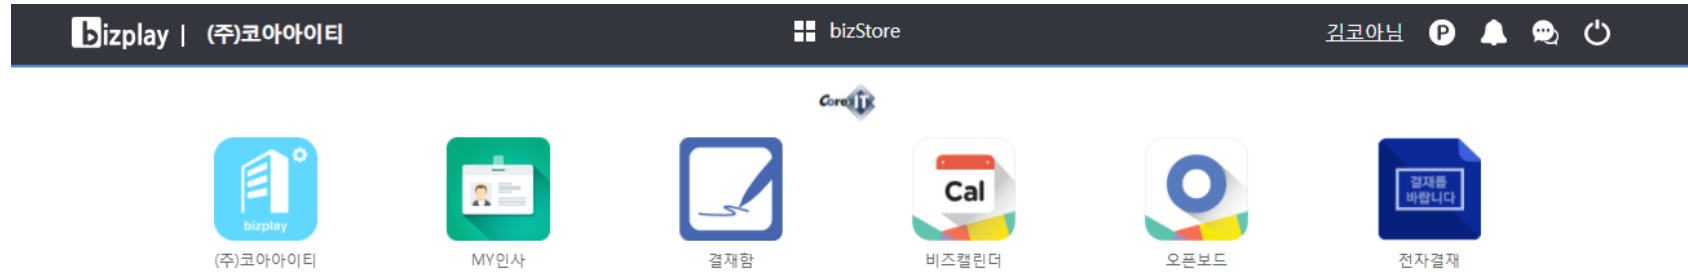 bizplay | (주)코아아이티
bizStore
김코아님
P
CoreIT
bizplay
Cal
결재를
바랍니다
(주)코아아이티
MY인사
결재함
비즈캘린더
오픈보드
전자결재